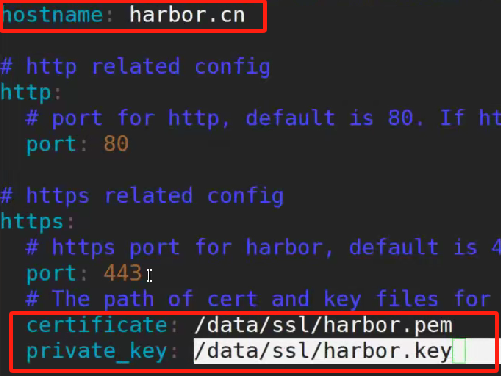 hostname: harbor.cn
# http related config
http:
# port for http, default is 80. If
port: 80
# https related config
https:
# https port for harbor, default is
port: 443
# The path of cert and key files for
certificate: /data/ssl/harbor.pem
private_key: /data/ssl/harbor.key